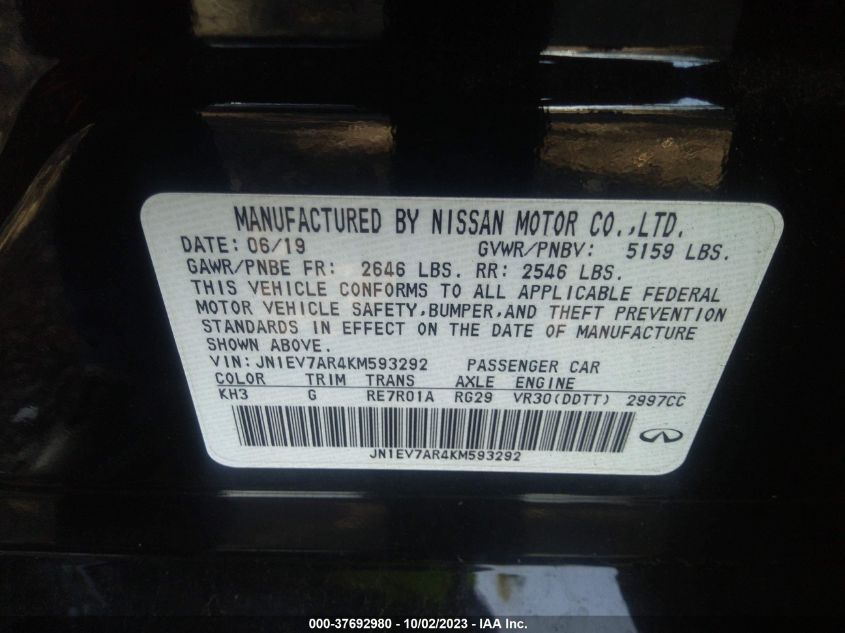 MANUFACTURED BY NISSAN MOTOR CO.,LTD.
DATE: 06/19 GVWR/PNBV: 5159 LBS.
GAWR/PNBE FR: 2646 LBS. RR: 2546 LBS.
THIS VEHICLE CONFORMS TO ALL APPLICABLE FEDERAL
MOTOR VEHICLE SAFETY,BUMPER,AND THEFT PREVENTION
STANDARDS IN EFFECT ON THE DATE OF MANUFACTURE
SHOWN ABOVE.
VIN: JN1EV7AR4KM593292 PASSENGER CAR
COLOR TRIM TRANS AXLE ENGINE
KH3 G RE7R01A RG29 VR30(DDTT) 2997CC
JN1EV7AR4KM593292
000-37692980 - 10/02/2023 - IAA Inc.